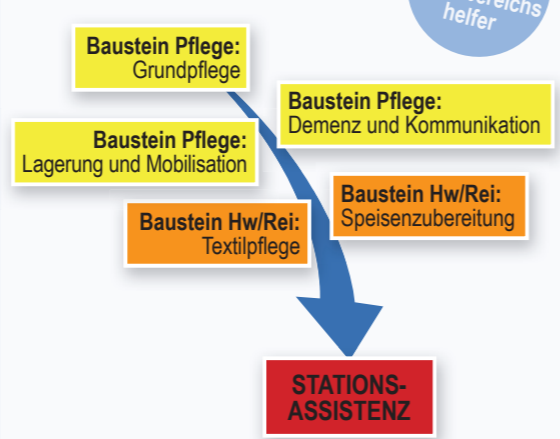 helfer
Baustein Pflege:
Grundpflege
Baustein Pflege:
Demenz und Kommunikation
Baustein Pflege:
Lagerung und Mobilisation
Baustein Hw/Rei:
Speisenzubereitung
Baustein Hw/Rei:
Textilpflege
STATIONS-
ASSISTENZ